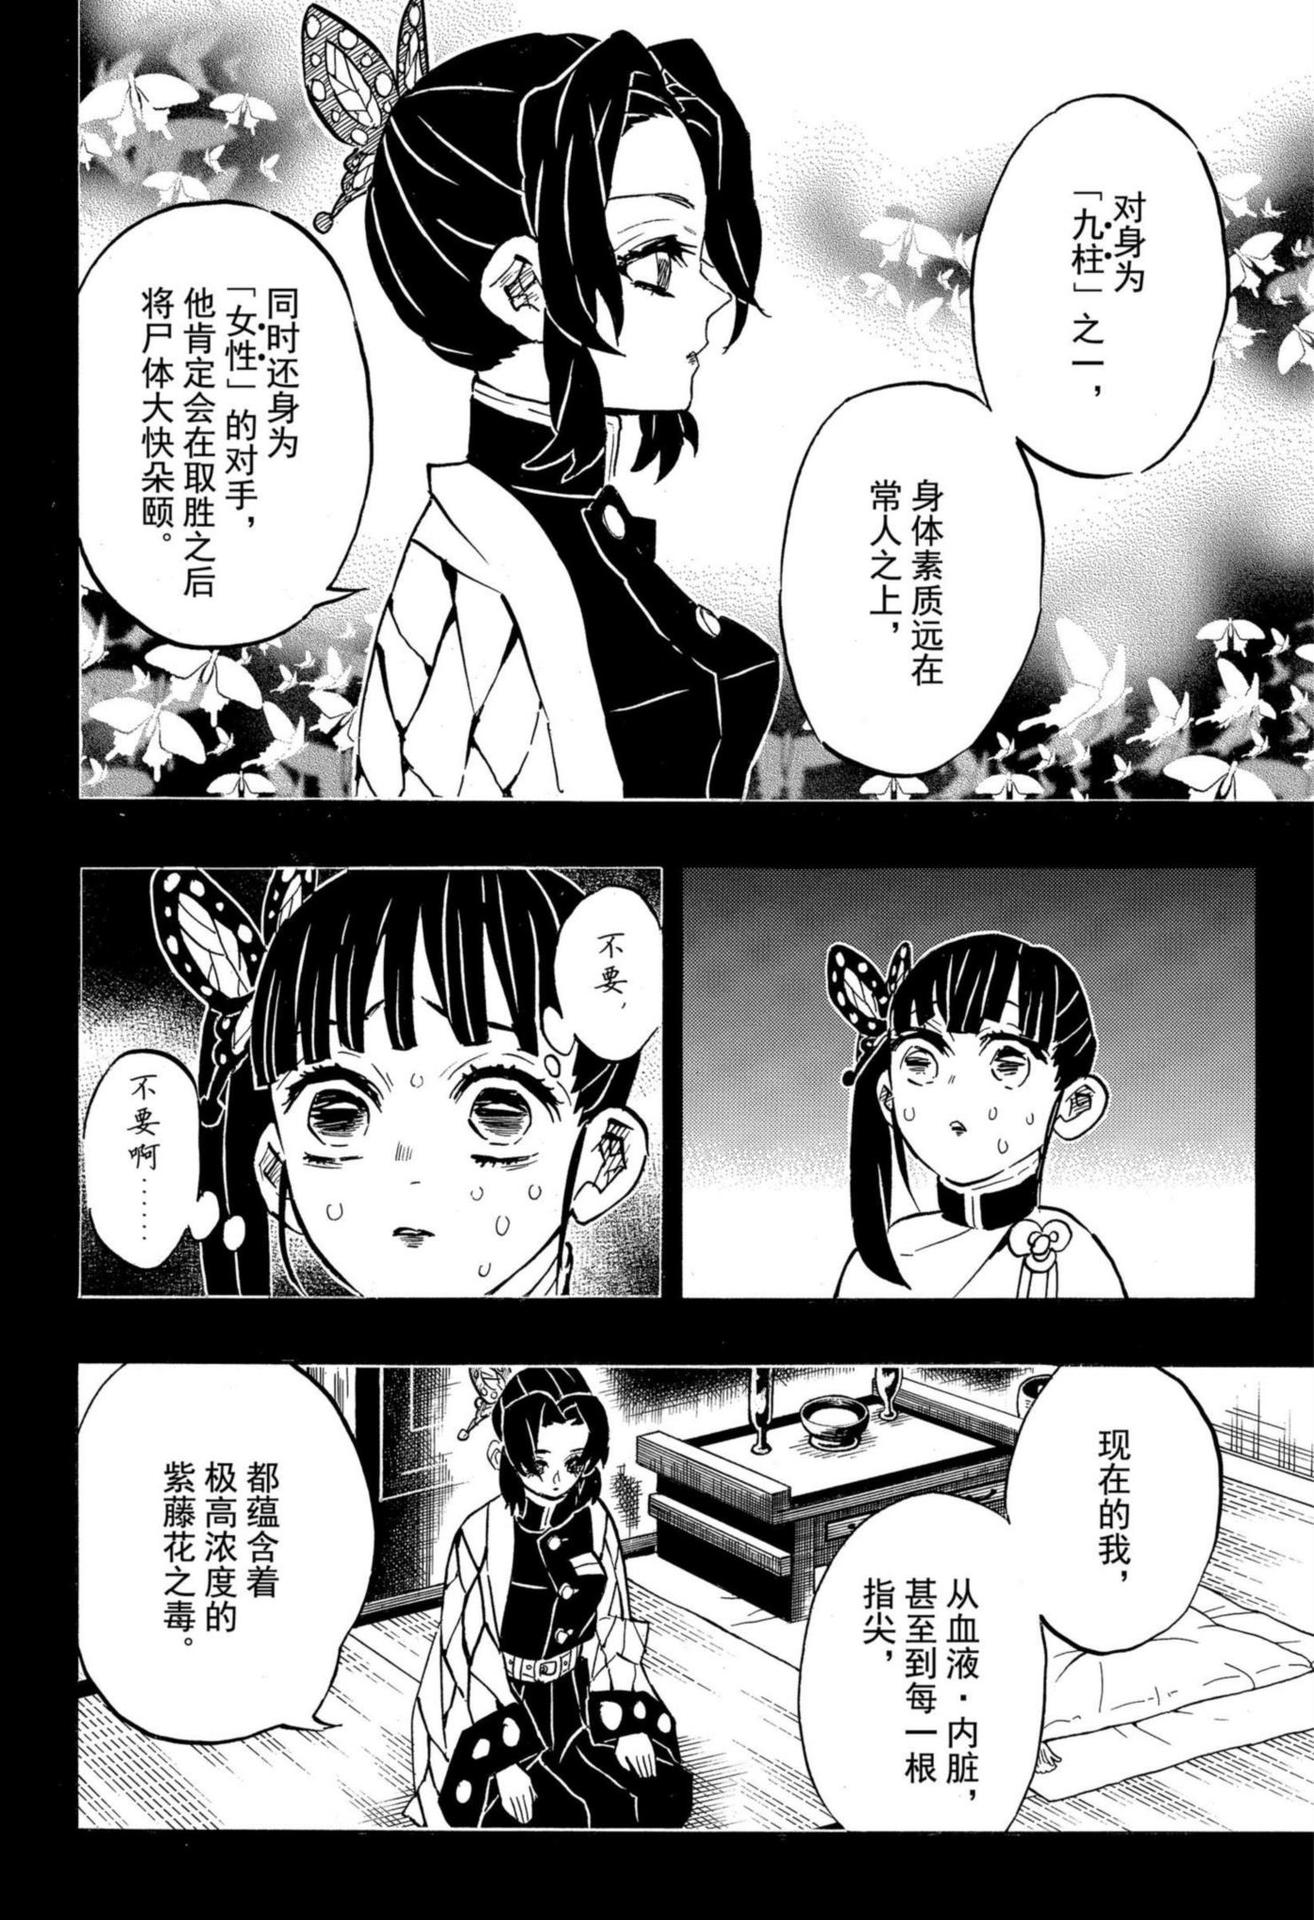 对身为
「九柱」之一，
身体素质远在
常人之上，
同时还身为
「女性」的对手，
他肯定会在取胜之后
将尸体大快朵颐。
不要，
不要啊……
现在的我，
从血液·内脏，
甚至到每一根
指尖，
都蕴含着
极高浓度的
紫藤花之毒。